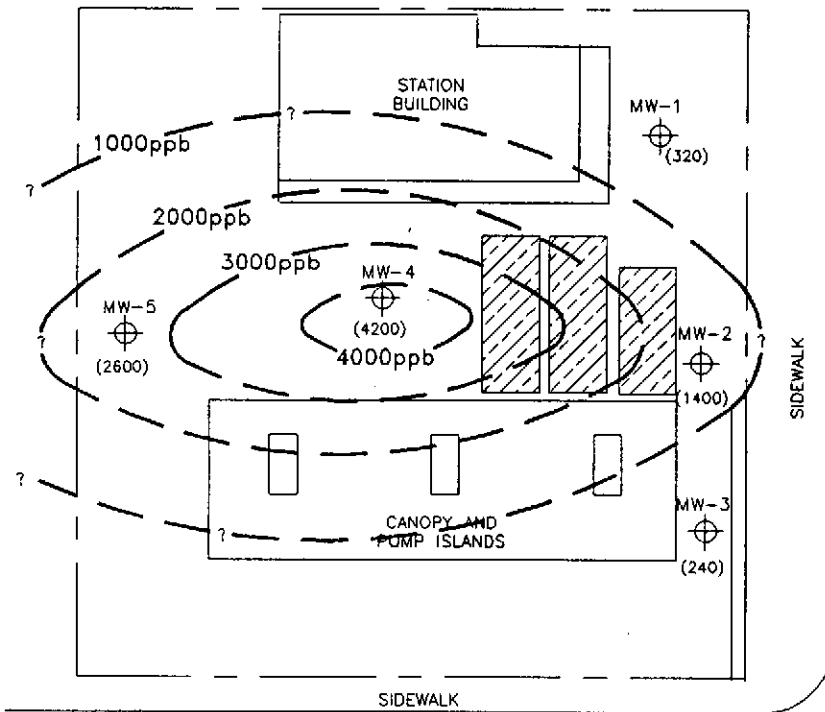 STATION
BUILDING
MW-1
(320)
?
1000ppb
?
2000ppb
3000ppb
MW-4
(4200)
4000ppb
MW-5
(2600)
?
MW-2
(1400)
?
SIDEWALK
?
?
CANOPY AND
PUMP ISLANDS
MW-3
(240)
SIDEWALK